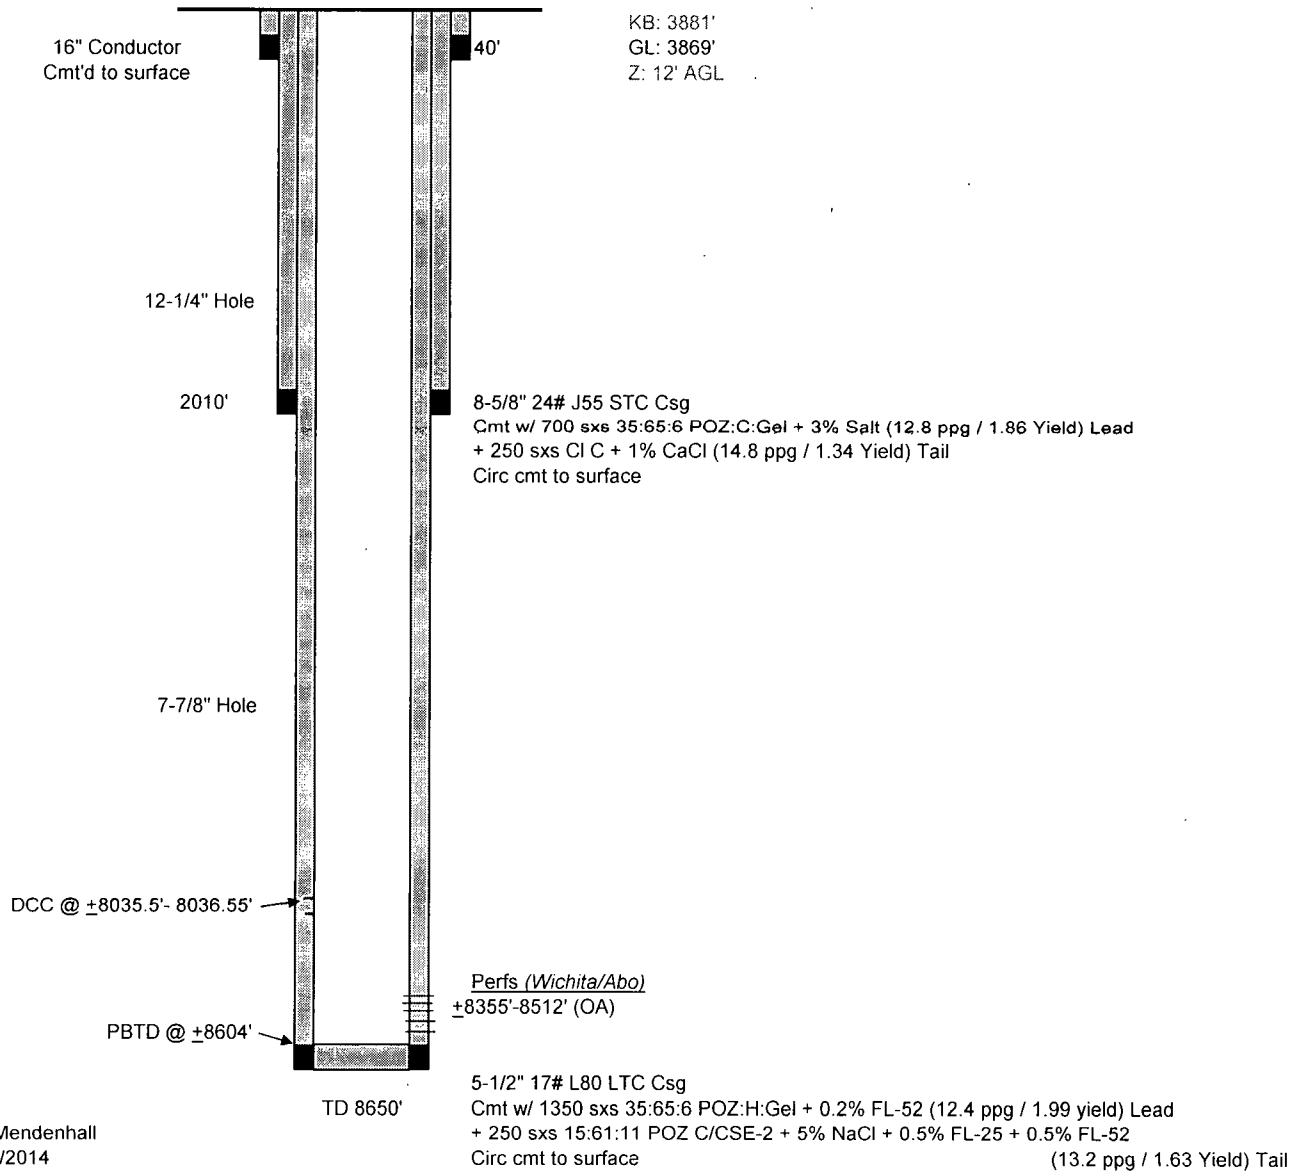 KB: 3881'
16" Conductor
40'
GL: 3869'
Cmt'd to surface
Z: 12' AGL
12-1/4" Hole
2010'
8-5/8" 24# J55 STC Csg
Cmt w/ 700 sxs 35:65:6 POZ:C:Gel + 3% Salt (12.8 ppg / 1.86 Yield) Lead
+ 250 sxs Cl C + 1% CaCl (14.8 ppg / 1.34 Yield) Tail
Circ cmt to surface
7-7/8" Hole
DCC @ ±8035.5'- 8036.55'
Perfs (Wichita/Abo)
±8355'-8512' (OA)
PBTD @ ±8604'
5-1/2" 17# L80 LTC Csg
TD 8650'
Cmt w/ 1350 sxs 35:65:6 POZ:H:Gel + 0.2% FL-52 (12.4 ppg / 1.99 yield) Lead
Mendenhall
+ 250 sxs 15:61:11 POZ C/CSE-2 + 5% NaCl + 0.5% FL-25 + 0.5% FL-52
/2014
Circ cmt to surface (13.2 ppg / 1.63 Yield) Tail